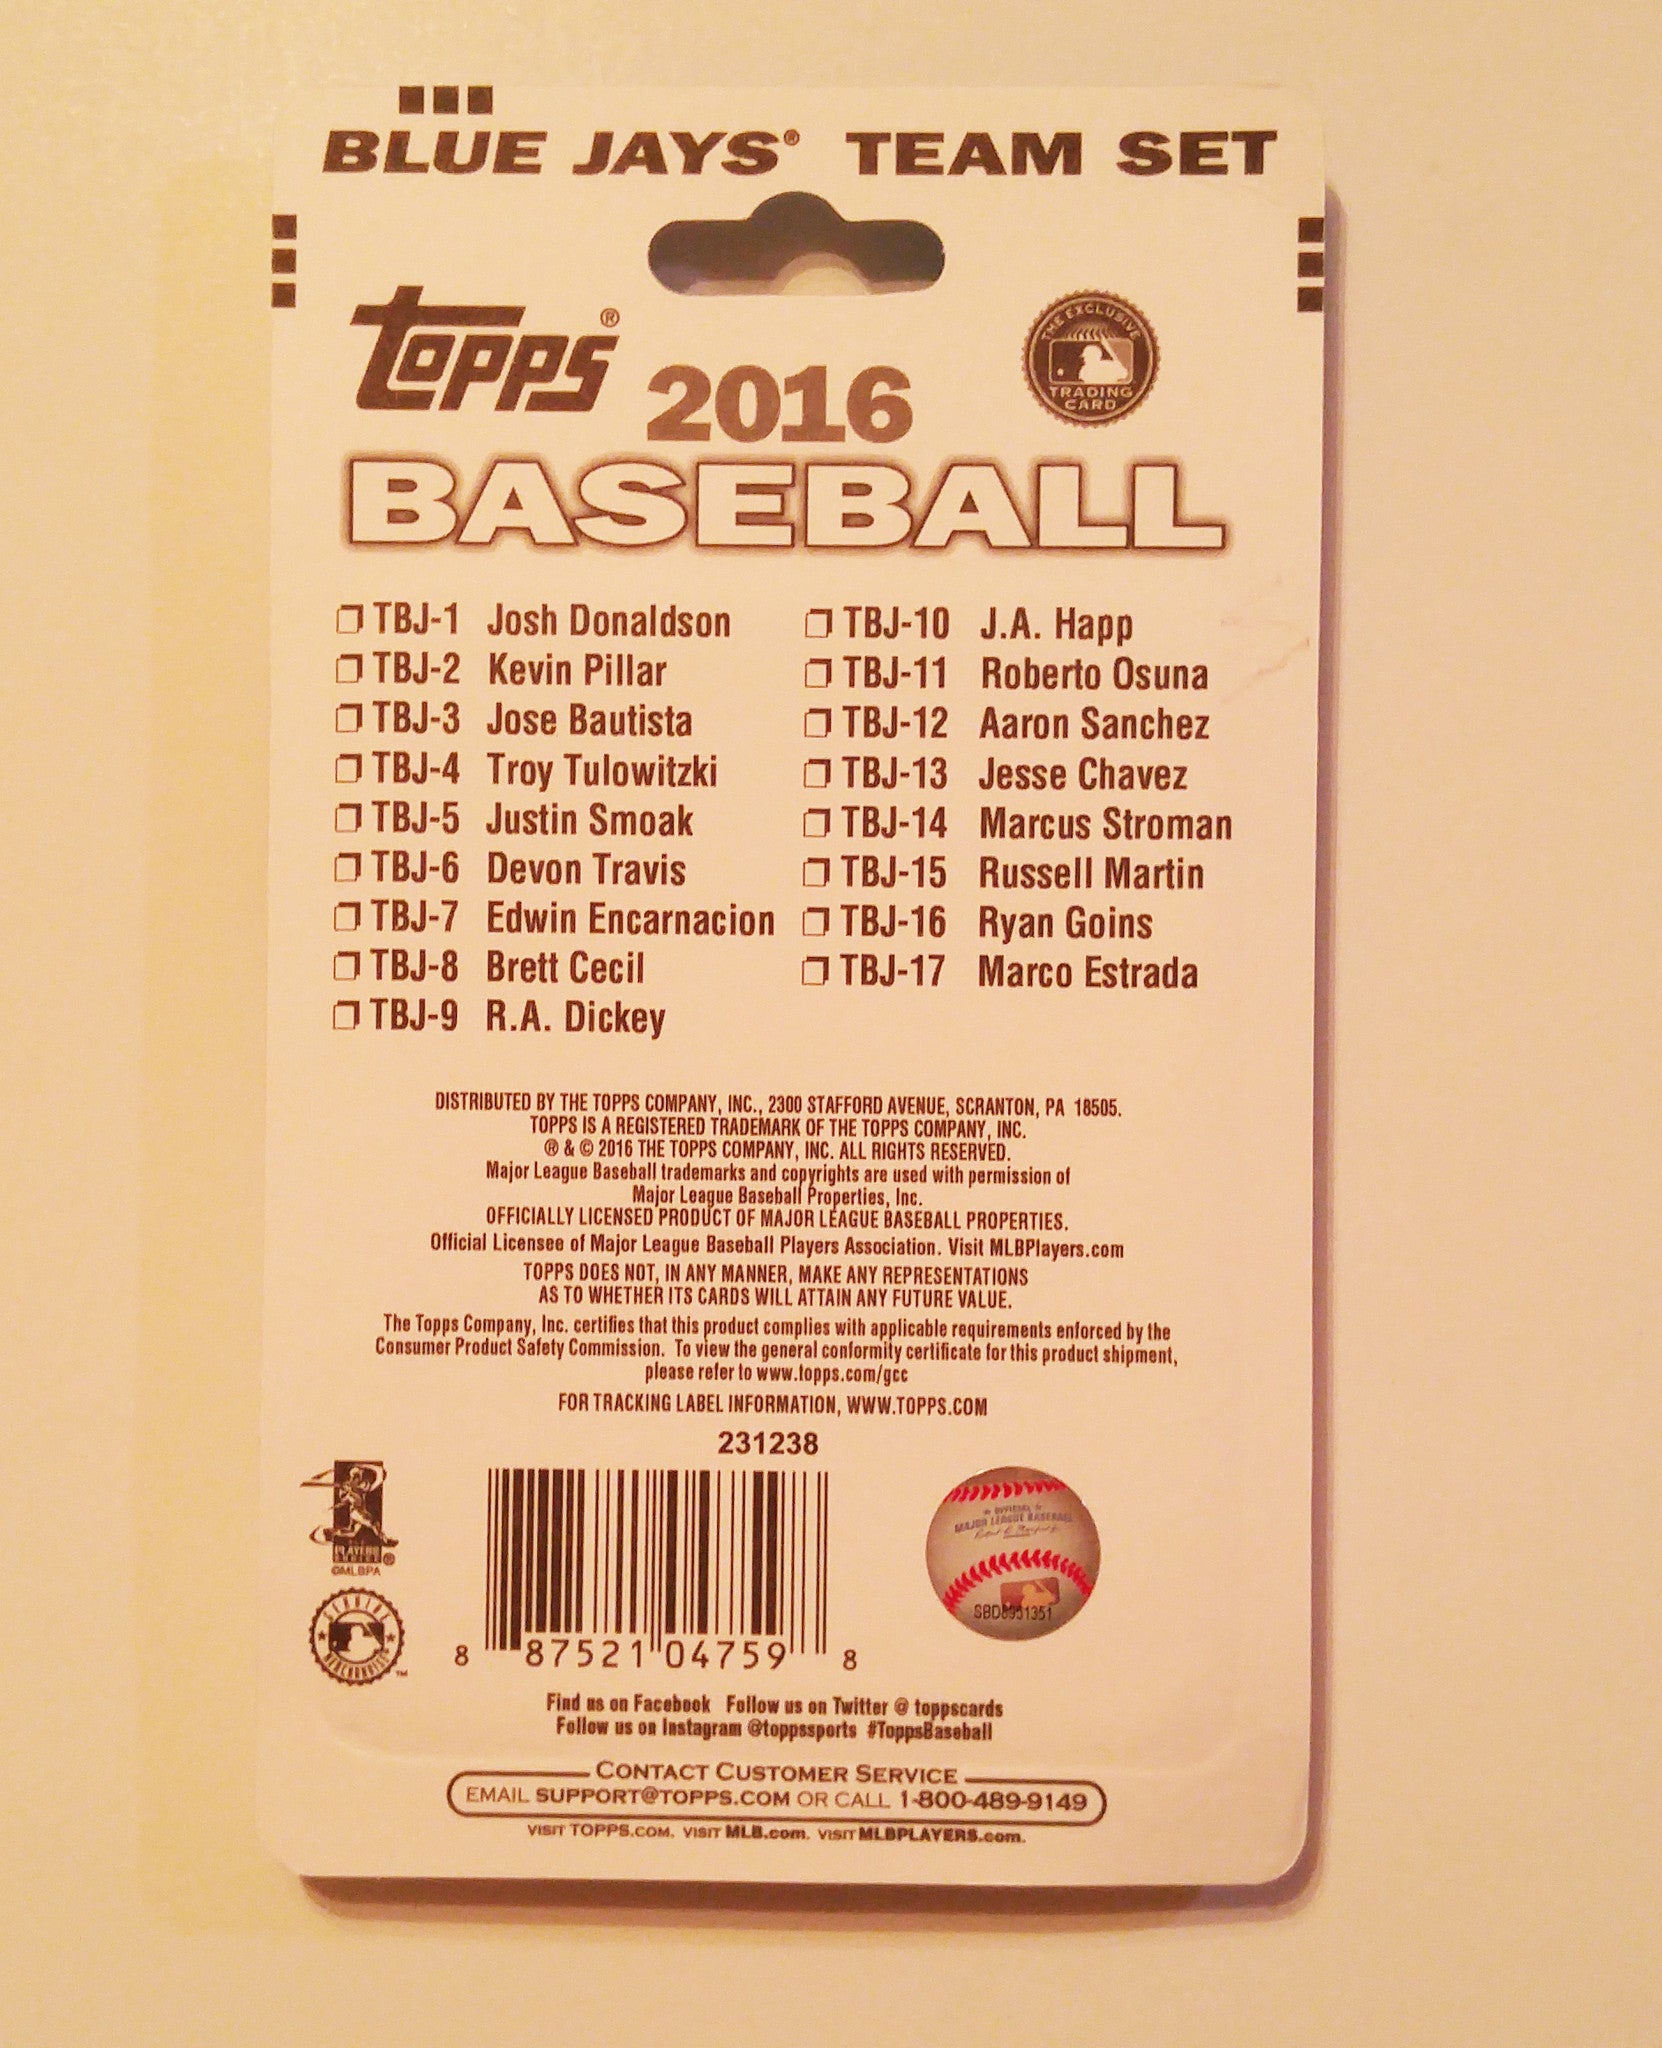 BLUE JAYS® TEAM SET
Topps®
2016
THE EXCLUSIVE
TRADING
CARD
BASEBALL
TBJ-1 Josh Donaldson
TBJ-2 Kevin Pillar
TBJ-3 Jose Bautista
TBJ-4 Troy Tulowitzki
TBJ-5 Justin Smoak
TBJ-6 Devon Travis
TBJ-7 Edwin Encarnacion
TBJ-8 Brett Cecil
TBJ-9 R.A. Dickey
TBJ-10 J.A. Happ
TBJ-11 Roberto Osuna
TBJ-12 Aaron Sanchez
TBJ-13 Jesse Chavez
TBJ-14 Marcus Stroman
TBJ-15 Russell Martin
TBJ-16 Ryan Goins
TBJ-17 Marco Estrada
DISTRIBUTED BY THE TOPPS COMPANY, INC., 2300 STAFFORD AVENUE, SCRANTON, PA 18505.
TOPPS IS A REGISTERED TRADEMARK OF THE TOPPS COMPANY, INC.
® & © 2016 THE TOPPS COMPANY, INC. ALL RIGHTS RESERVED.
Major League Baseball trademarks and copyrights are used with permission of
Major League Baseball Properties, Inc.
OFFICIALLY LICENSED PRODUCT OF MAJOR LEAGUE BASEBALL PROPERTIES.
Official Licensee of Major League Baseball Players Association. Visit MLBPlayers.com
TOPPS DOES NOT, IN ANY MANNER, MAKE ANY REPRESENTATIONS
AS TO WHETHER ITS CARDS WILL ATTAIN ANY FUTURE VALUE.
The Topps Company, Inc. certifies that this product complies with applicable requirements enforced by the
Consumer Product Safety Commission. To view the general conformity certificate for this product shipment,
please refer to www.topps.com/gcc
FOR TRACKING LABEL INFORMATION, WWW.TOPPS.COM
231238
PLAYERS
CHOICE®
©MLBPA
GENUINE
MERCHANDISE™
8 87521 04759 8
OFFICIAL
MAJOR LEAGUE BASEBALL
Find us on Facebook Follow us on Twitter @ toppscards
Follow us on Instagram @toppssports #ToppsBaseball
CONTACT CUSTOMER SERVICE
EMAIL SUPPORT@TOPPS.COM OR CALL 1-800-489-9149
VISIT TOPPS.COM. VISIT MLB.com. VISIT MLBPLAYERS.com.